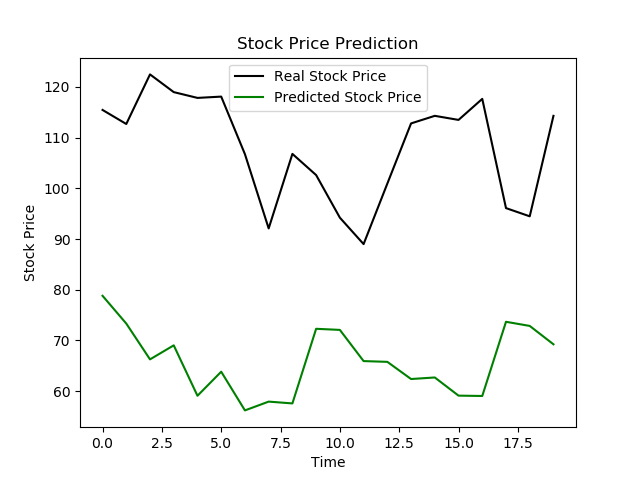 Stock Price Prediction
Real Stock Price
Predicted Stock Price
Stock Price
120
110
100
90
80
70
60
0.0 2.5 5.0 7.5 10.0 12.5 15.0 17.5
Time